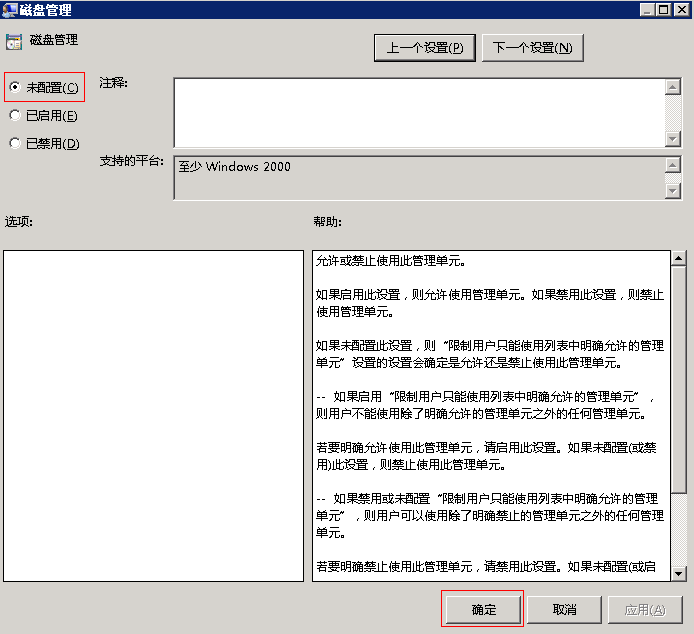 磁盘管理
磁盘管理
上一个设置(P)
下一个设置(N)
未配置(C)
注释:
已启用(E)
已禁用(D)
支持的平台:
至少 Windows 2000
选项:
帮助:
允许或禁止使用此管理单元。
如果启用此设置，则允许使用管理单元。如果禁用此设置，则禁止
使用管理单元。
如果未配置此设置，则“限制用户只能使用列表中明确允许的管理
单元”设置的设置会确定是允许还是禁止使用此管理单元。
-- 如果启用“限制用户只能使用列表中明确允许的管理单元”，
则用户不能使用除了明确允许的管理单元之外的任何管理单元。
若要明确允许使用此管理单元，请启用此设置。如果未配置(或禁
用)此设置，则禁止使用此管理单元。
-- 如果禁用或未配置“限制用户只能使用列表中明确允许的管理
单元”，则用户可以使用除了明确禁止的管理单元之外的任何管理
单元。
若要明确禁止使用此管理单元，请禁用此设置。如果未配置(或启
确定
取消
应用(A)